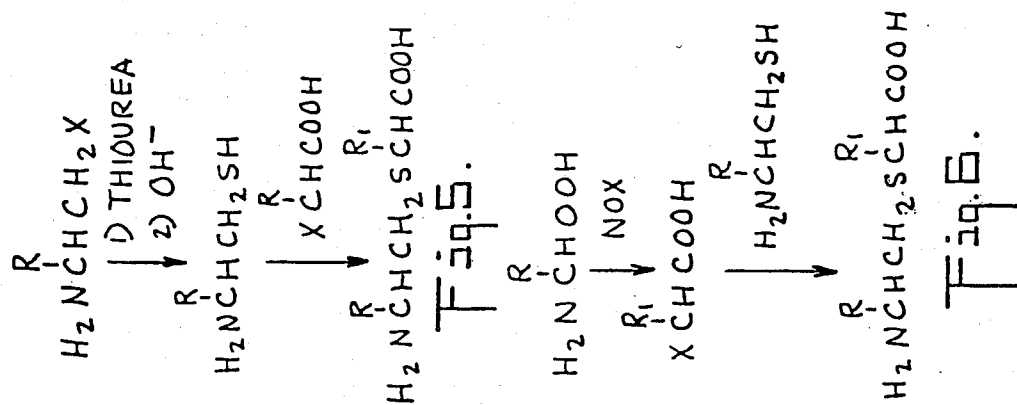 R
H₂NCHCH₂X
1) THIOUREA
2) OH⁻
R
H₂NCHCH₂SH
R
XCHCOOH
R R₁
H₂NCHCH₂SCHCOOH
Fig.5.
R
H₂NCHOOH
NOX
R₁
XCHCOOH
R
H₂NCHCH₂SH
R R₁
H₂NCHCH₂SCHCOOH
Fig.6.